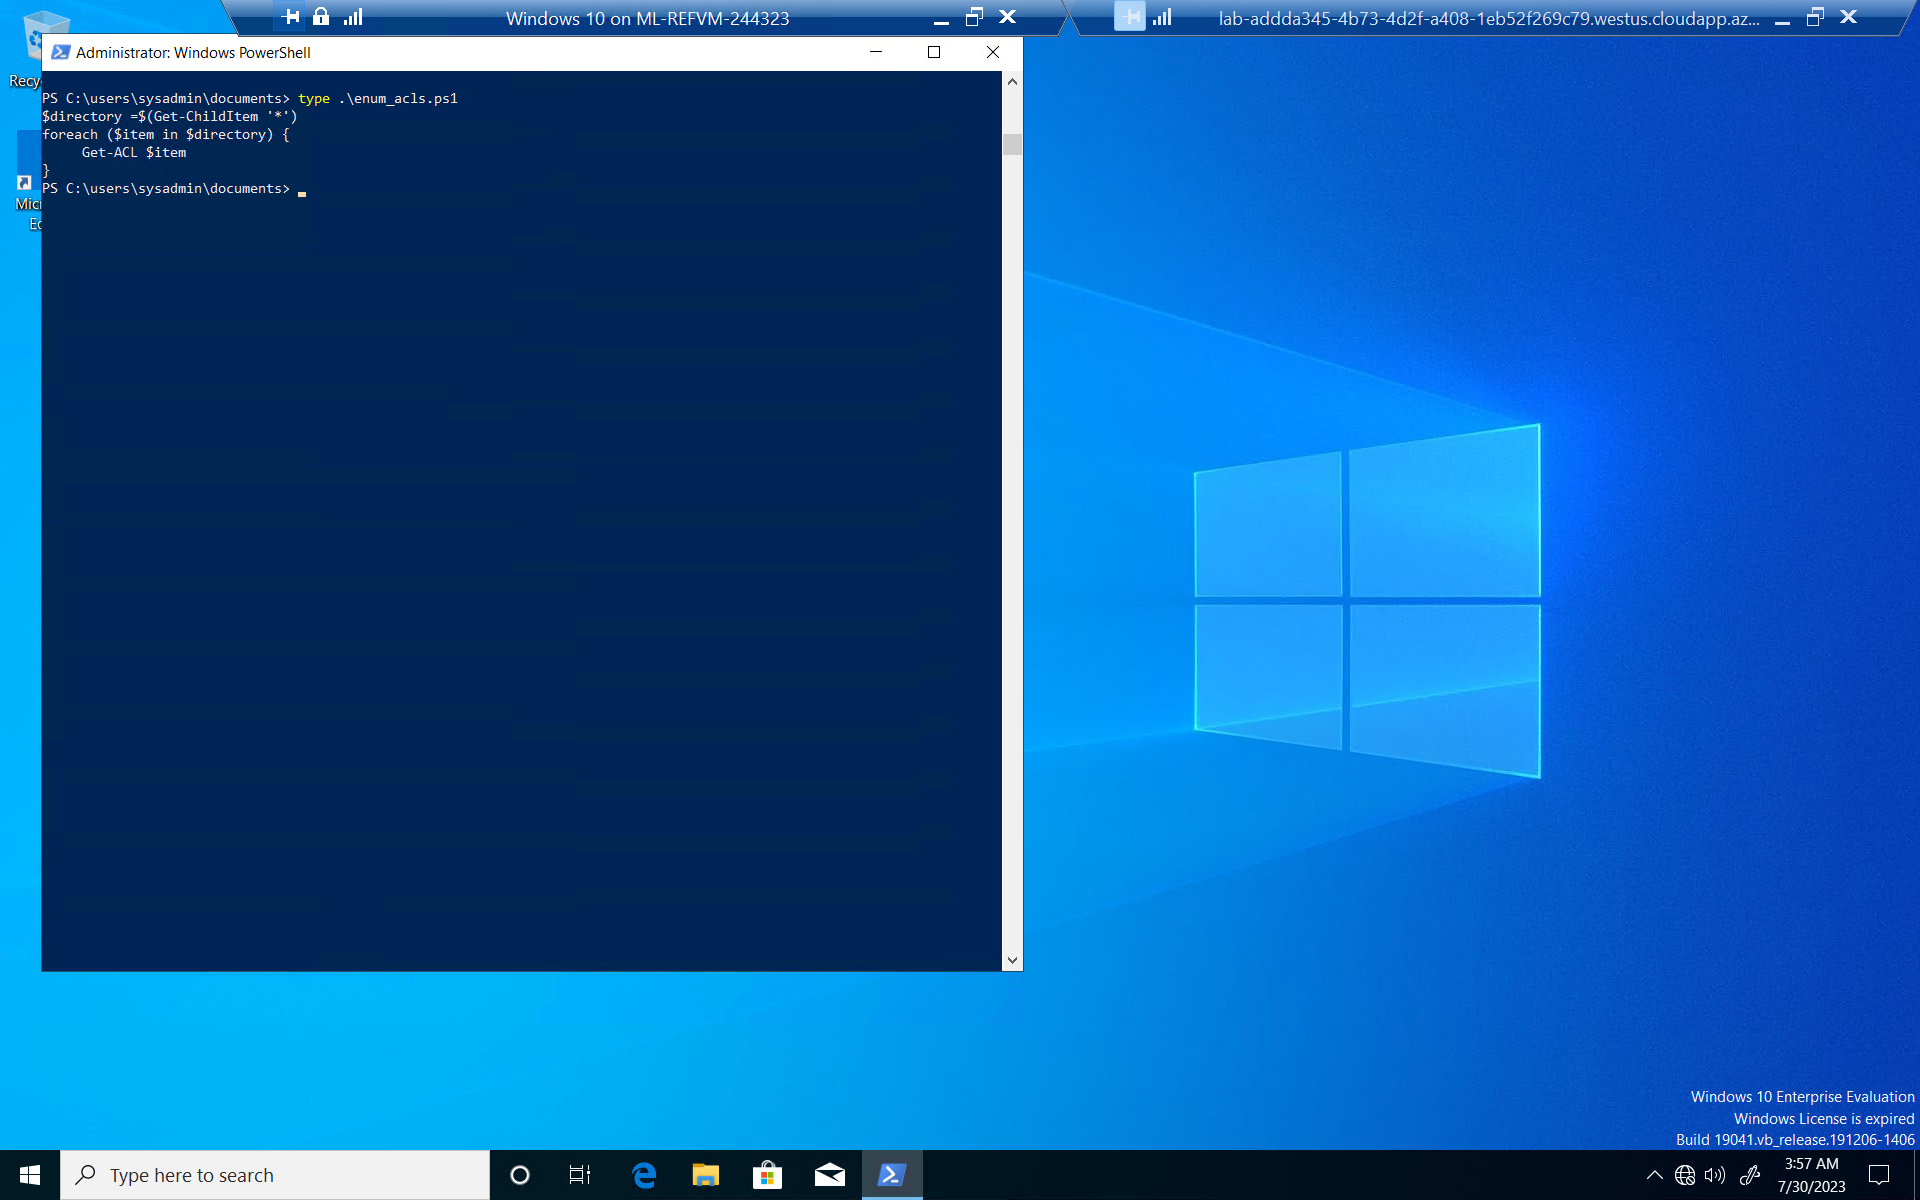 Windows 10 on ML-REFVM-244323
lab-addda345-4b73-4d2f-a408-1eb52f269c79.westus.cloudapp.az...
Administrator: Windows PowerShell
PS C:\users\sysadmin\documents> type .\enum_acls.ps1
$directory =$(Get-ChildItem '*')
foreach ($item in $directory) {
     Get-ACL $item
}
PS C:\users\sysadmin\documents>
Recy
Mic
Ed
Windows 10 Enterprise Evaluation
Windows License is expired
Build 19041.vb_release.191206-1406
Type here to search
3:57 AM
7/30/2023